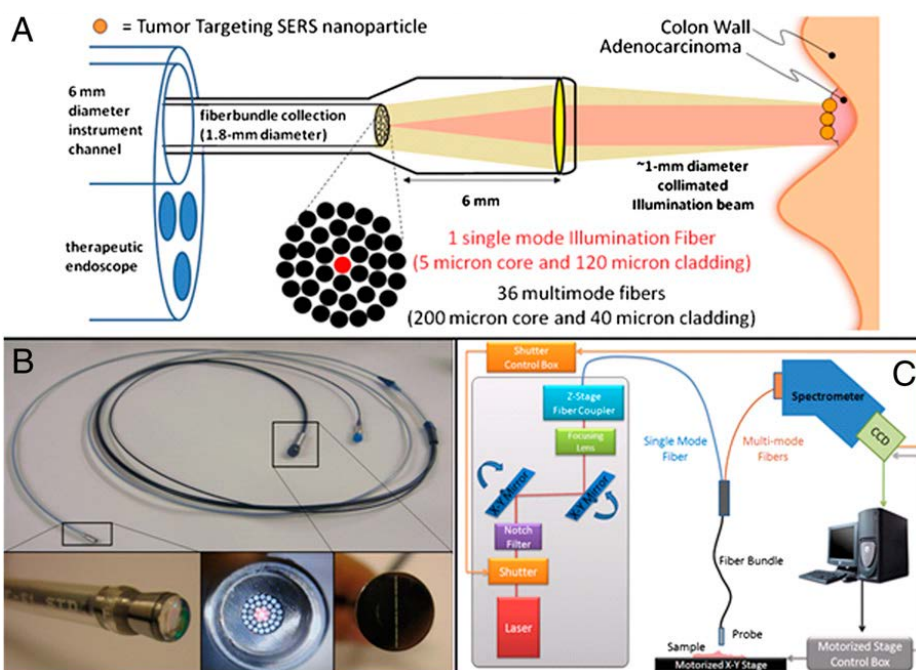 A
= Tumor Targeting SERS nanoparticle
Colon Wall
Adenocarcinoma
6 mm
diameter
instrument
channel
fiberbundle collection
(1.8-mm diameter)
6 mm
~1-mm diameter
collimated
Illumination beam
therapeutic
endoscope
1 single mode Illumination Fiber
(5 micron core and 120 micron cladding)
36 multimode fibers
(200 micron core and 40 micron cladding)
B
C
Shutter
Control Box
Z-Stage
Fiber Coupler
Focusing
Lens
X-Y Mirror
X-Y Mirror
Notch
Filter
Shutter
Laser
Single Mode
Fiber
Multi-mode
Fibers
Spectrometer
CCD
Fiber Bundle
Probe
Sample
Motorized X-Y Stage
Motorized Stage
Control Box